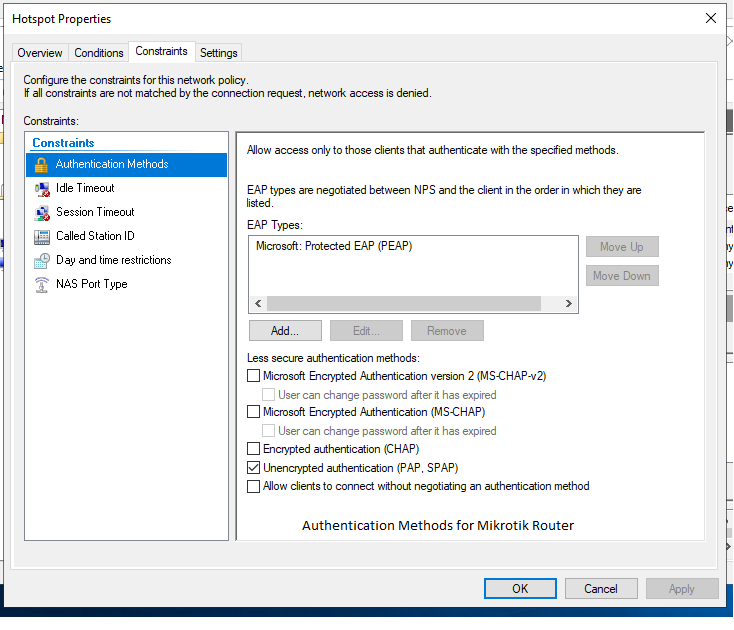 Hotspot Properties
Overview
Conditions
Constraints
Settings
Configure the constraints for this network policy.
If all constraints are not matched by the connection request, network access is denied.
Constraints:
Constraints
Authentication Methods
Idle Timeout
Session Timeout
Called Station ID
Day and time restrictions
NAS Port Type
Allow access only to those clients that authenticate with the specified methods.
EAP types are negotiated between NPS and the client in the order in which they are
listed.
EAP Types:
Microsoft: Protected EAP (PEAP)
Move Up
Move Down
Add...
Edit...
Remove
Less secure authentication methods:
Microsoft Encrypted Authentication version 2 (MS-CHAP-v2)
User can change password after it has expired
Microsoft Encrypted Authentication (MS-CHAP)
User can change password after it has expired
Encrypted authentication (CHAP)
Unencrypted authentication (PAP, SPAP)
Allow clients to connect without negotiating an authentication method
Authentication Methods for Mikrotik Router
OK
Cancel
Apply